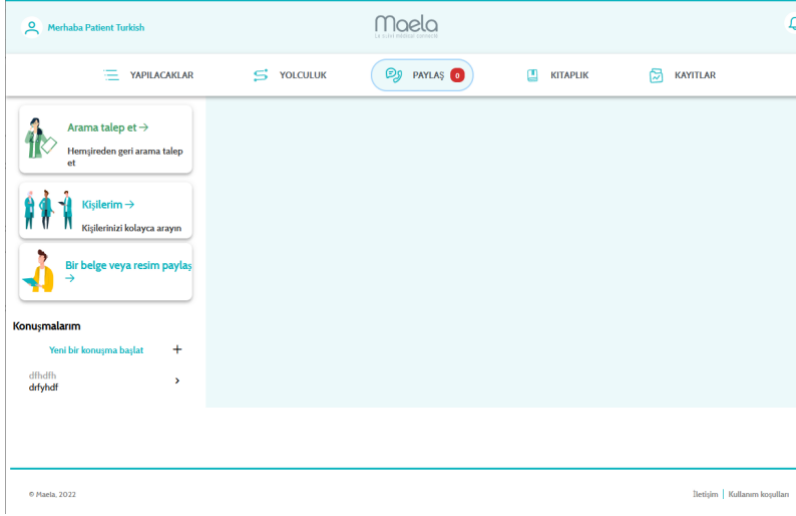 Merhaba Patient Turkish
Maela
YAPILACAKLAR
YOLCULUK
PAYLAŞ 0
KITAPLIK
KAYITLAR
Arama talep et →
Hemşireden geri arama talep
et
Kişilerim →
Kişilerinizi kolayca arayın
Bir belge veya resim paylaş
→
Konuşmalarım
Yeni bir konuşma başlat +
dfhdfh
drfyhdf
© Maela, 2022
İletişim | Kullanım koşulları